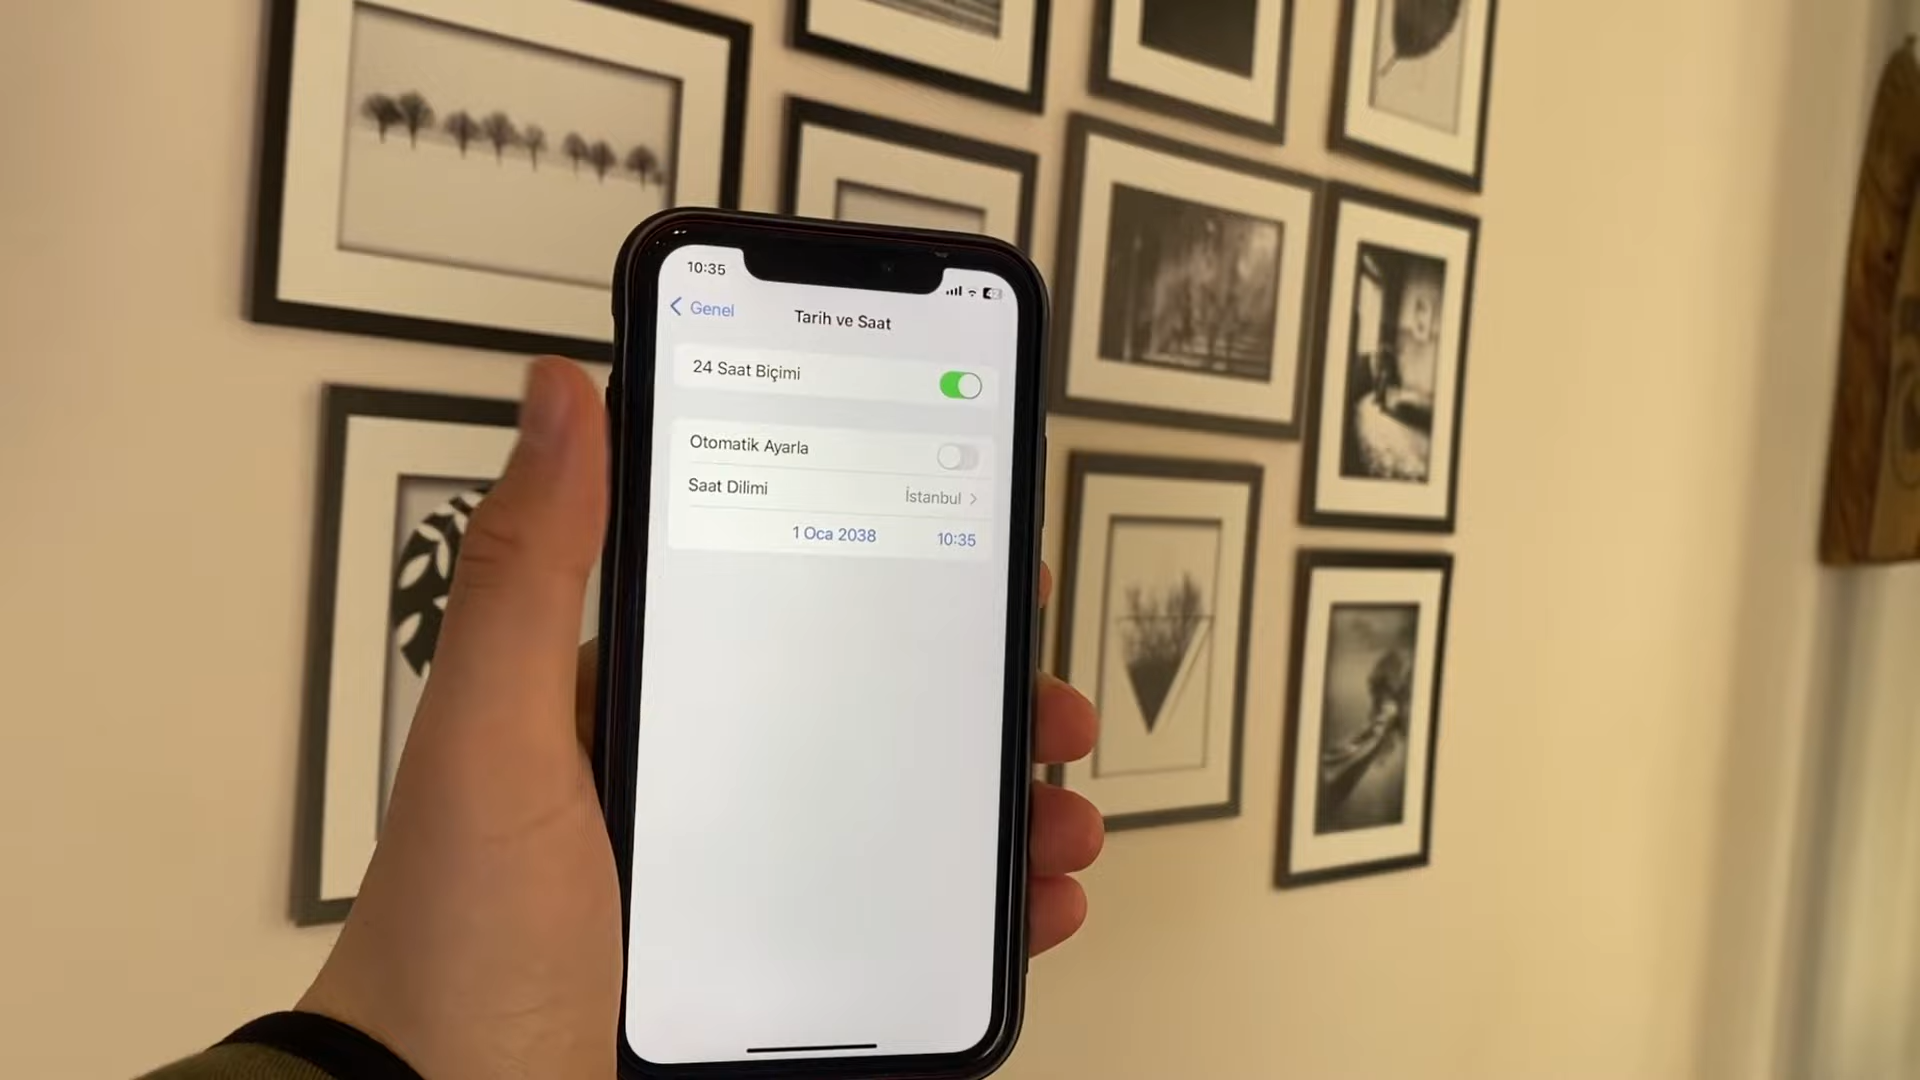 10:35
Genel
Tarih ve Saat
24 Saat Biçimi
Otomatik Ayarla
Saat Dilimi İstanbul
1 Oca 2038 10:35